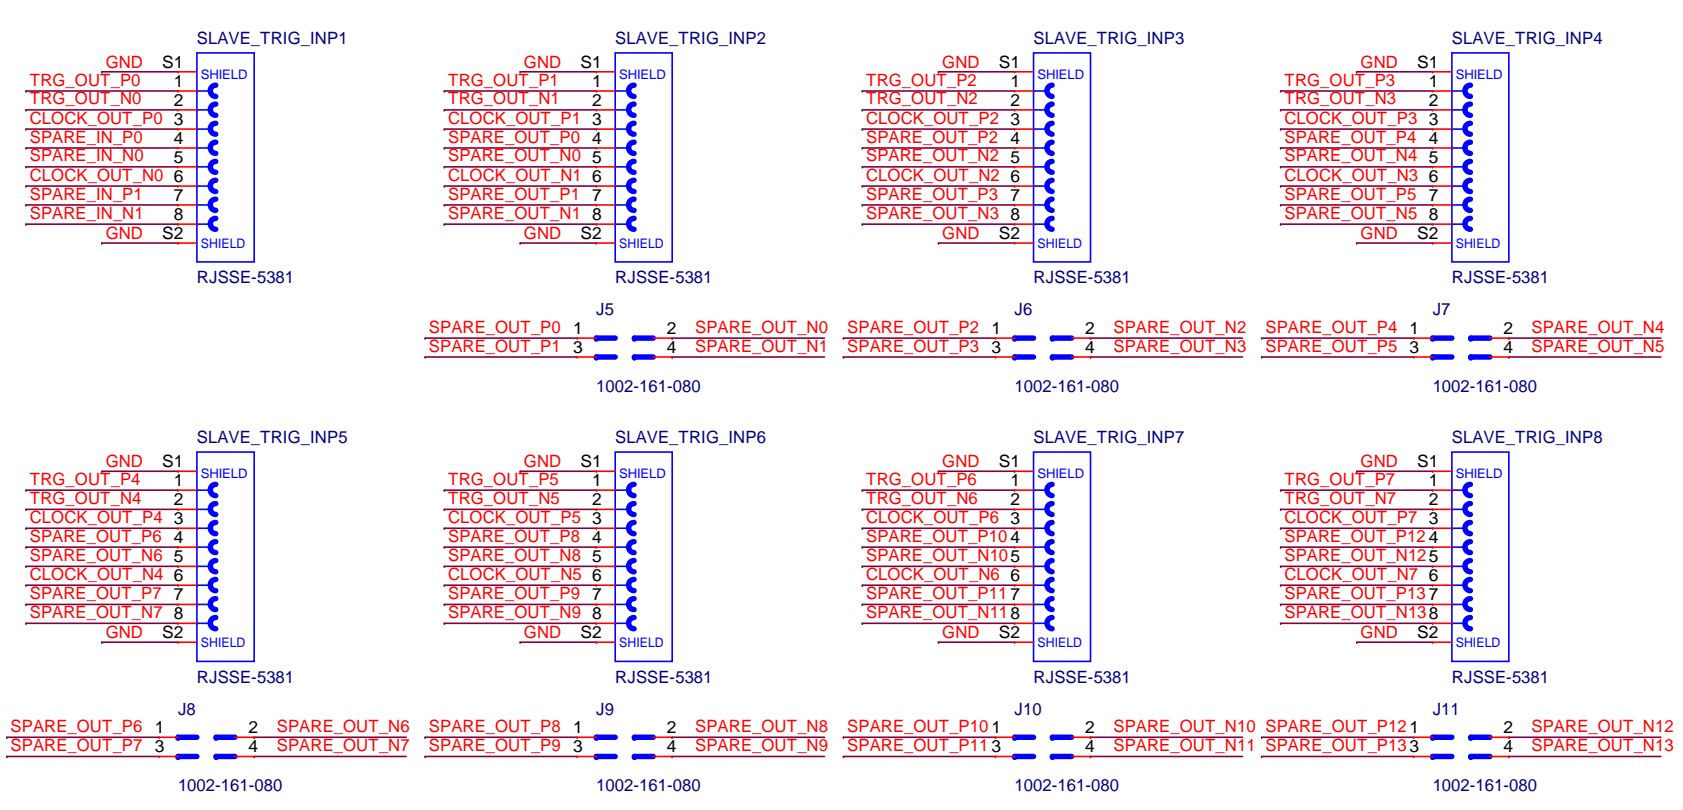 SLAVE_TRIG_INP1
GND S1 SHIELD
TRG_OUT_P0 1
TRG_OUT_N0 2
CLOCK_OUT_P0 3
SPARE_IN_P0 4
SPARE_IN_N0 5
CLOCK_OUT_N0 6
SPARE_IN_P1 7
SPARE_IN_N1 8
GND S2 SHIELD
RJSSE-5381
SLAVE_TRIG_INP2
GND S1 SHIELD
TRG_OUT_P1 1
TRG_OUT_N1 2
CLOCK_OUT_P1 3
SPARE_OUT_P0 4
SPARE_OUT_N0 5
CLOCK_OUT_N1 6
SPARE_OUT_P1 7
SPARE_OUT_N1 8
GND S2 SHIELD
RJSSE-5381
SLAVE_TRIG_INP3
GND S1 SHIELD
TRG_OUT_P2 1
TRG_OUT_N2 2
CLOCK_OUT_P2 3
SPARE_OUT_P2 4
SPARE_OUT_N2 5
CLOCK_OUT_N2 6
SPARE_OUT_P3 7
SPARE_OUT_N3 8
GND S2 SHIELD
RJSSE-5381
SLAVE_TRIG_INP4
GND S1 SHIELD
TRG_OUT_P3 1
TRG_OUT_N3 2
CLOCK_OUT_P3 3
SPARE_OUT_P4 4
SPARE_OUT_N4 5
CLOCK_OUT_N3 6
SPARE_OUT_P5 7
SPARE_OUT_N5 8
GND S2 SHIELD
RJSSE-5381
J5
SPARE_OUT_P0 1 2 SPARE_OUT_N0
SPARE_OUT_P1 3 4 SPARE_OUT_N1
1002-161-080
J6
SPARE_OUT_P2 1 2 SPARE_OUT_N2
SPARE_OUT_P3 3 4 SPARE_OUT_N3
1002-161-080
J7
SPARE_OUT_P4 1 2 SPARE_OUT_N4
SPARE_OUT_P5 3 4 SPARE_OUT_N5
1002-161-080
SLAVE_TRIG_INP5
GND S1 SHIELD
TRG_OUT_P4 1
TRG_OUT_N4 2
CLOCK_OUT_P4 3
SPARE_OUT_P6 4
SPARE_OUT_N6 5
CLOCK_OUT_N4 6
SPARE_OUT_P7 7
SPARE_OUT_N7 8
GND S2 SHIELD
RJSSE-5381
SLAVE_TRIG_INP6
GND S1 SHIELD
TRG_OUT_P5 1
TRG_OUT_N5 2
CLOCK_OUT_P5 3
SPARE_OUT_P8 4
SPARE_OUT_N8 5
CLOCK_OUT_N5 6
SPARE_OUT_P9 7
SPARE_OUT_N9 8
GND S2 SHIELD
RJSSE-5381
SLAVE_TRIG_INP7
GND S1 SHIELD
TRG_OUT_P6 1
TRG_OUT_N6 2
CLOCK_OUT_P6 3
SPARE_OUT_P10 4
SPARE_OUT_N10 5
CLOCK_OUT_N6 6
SPARE_OUT_P11 7
SPARE_OUT_N11 8
GND S2 SHIELD
RJSSE-5381
SLAVE_TRIG_INP8
GND S1 SHIELD
TRG_OUT_P7 1
TRG_OUT_N7 2
CLOCK_OUT_P7 3
SPARE_OUT_P12 4
SPARE_OUT_N12 5
CLOCK_OUT_N7 6
SPARE_OUT_P13 7
SPARE_OUT_N13 8
GND S2 SHIELD
RJSSE-5381
J8
SPARE_OUT_P6 1 2 SPARE_OUT_N6
SPARE_OUT_P7 3 4 SPARE_OUT_N7
1002-161-080
J9
SPARE_OUT_P8 1 2 SPARE_OUT_N8
SPARE_OUT_P9 3 4 SPARE_OUT_N9
1002-161-080
J10
SPARE_OUT_P10 1 2 SPARE_OUT_N10
SPARE_OUT_P11 3 4 SPARE_OUT_N11
1002-161-080
J11
SPARE_OUT_P12 1 2 SPARE_OUT_N12
SPARE_OUT_P13 3 4 SPARE_OUT_N13
1002-161-080